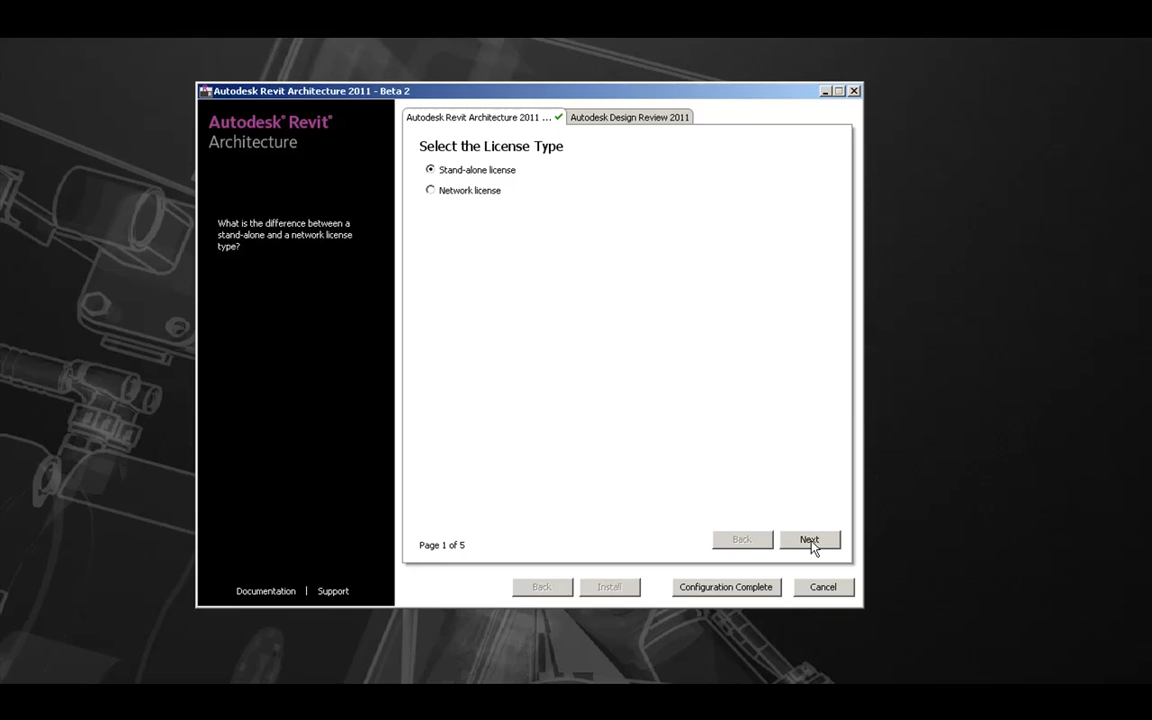 Autodesk Revit Architecture 2011 - Beta 2
Autodesk® Revit®
Architecture
What is the difference between a
stand-alone and a network license
type?
Documentation | Support
Autodesk Revit Architecture 2011 ...
Autodesk Design Review 2011
Select the License Type
Stand-alone license
Network license
Page 1 of 5
Back
Next
Back
Install
Configuration Complete
Cancel